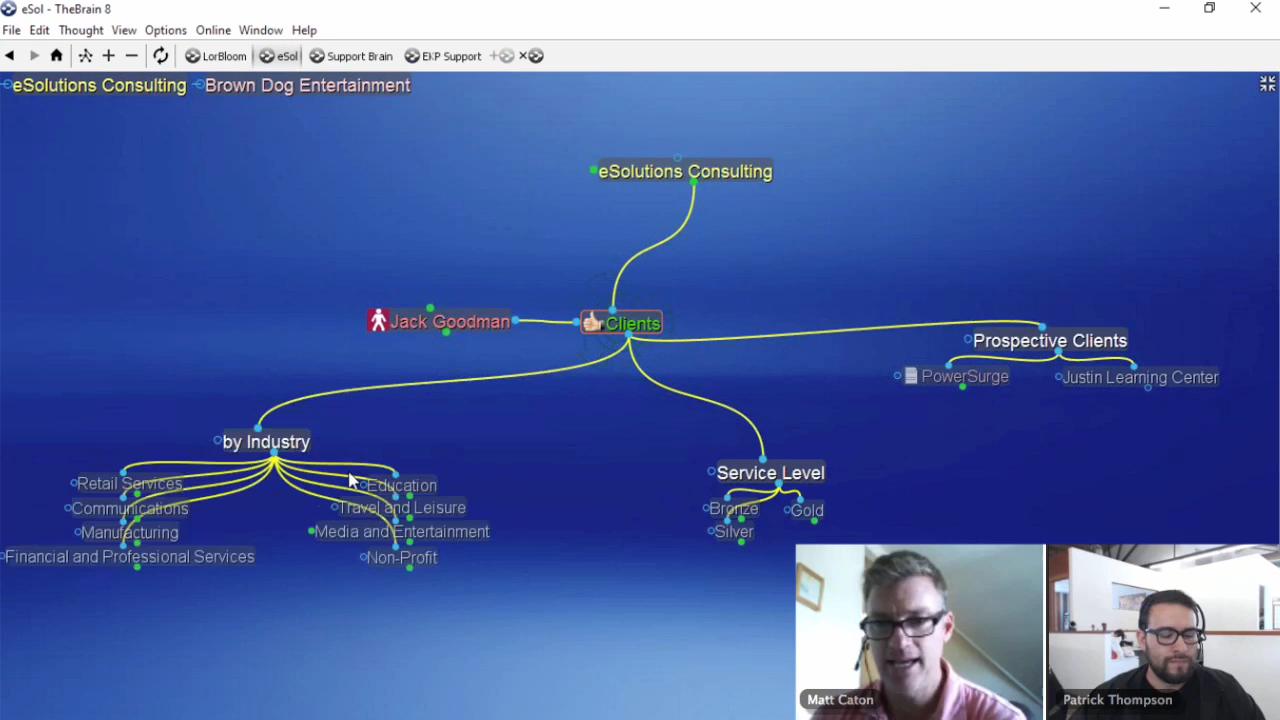 eSol - TheBrain 8
File Edit Thought View Options Online Window Help
LorBloom eSol Support Brain EKP Support
eSolutions Consulting Brown Dog Entertainment
eSolutions Consulting
Jack Goodman Clients
Prospective Clients
PowerSurge Justin Learning Center
by Industry
Retail Services Education
Communications Travel and Leisure
Manufacturing Media and Entertainment
Financial and Professional Services Non-Profit
Service Level
Bronze Gold
Silver
Matt Caton Patrick Thompson